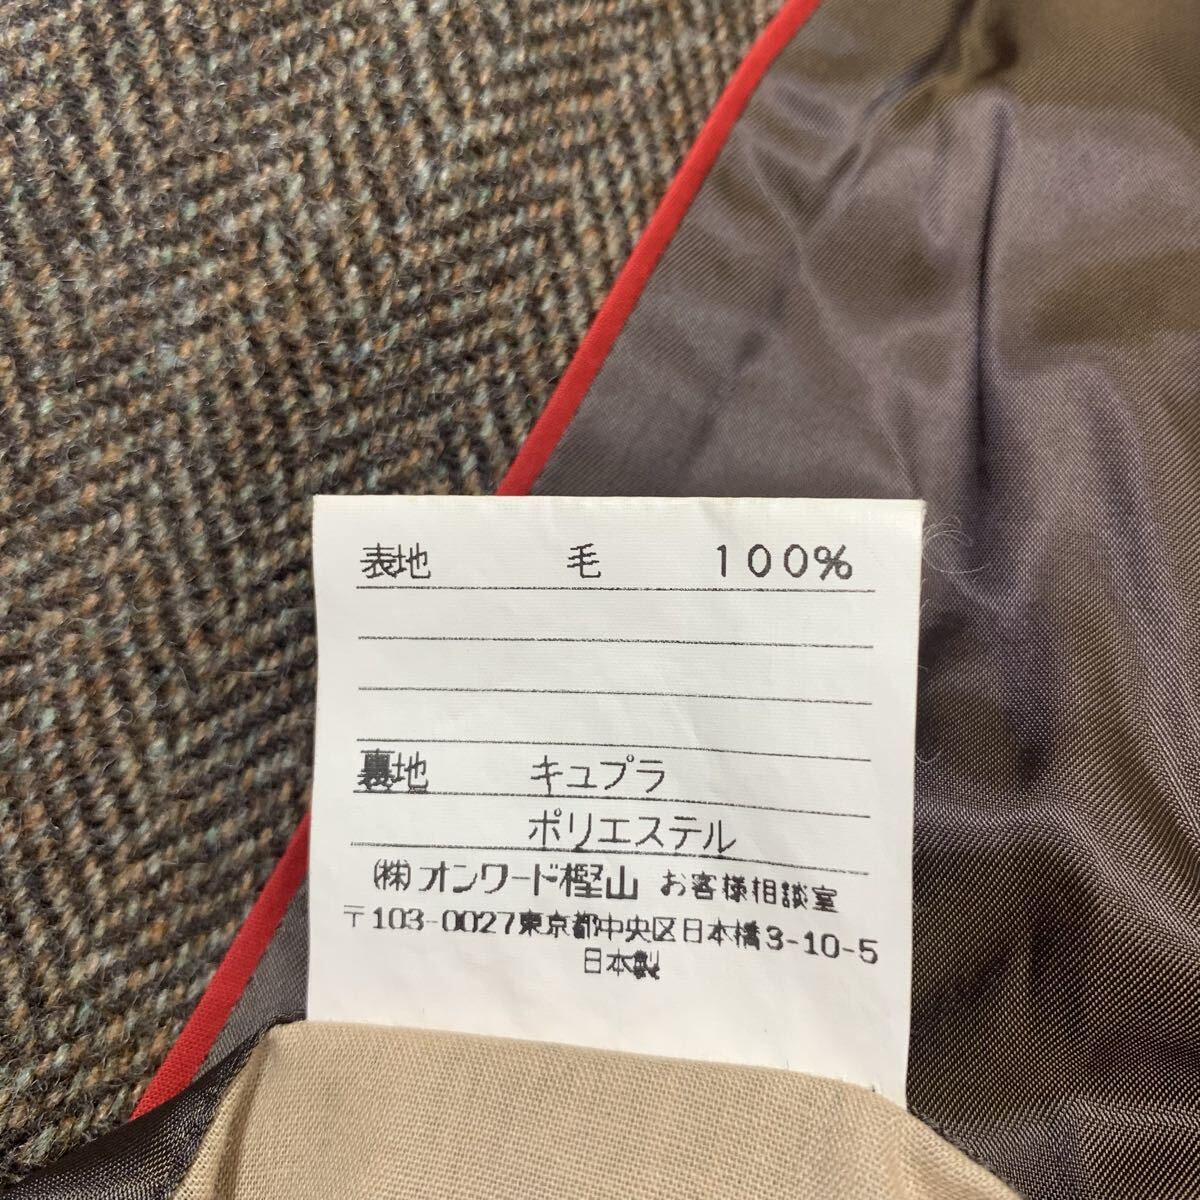 表地 毛 100%
裏地 キュプラ
ポリエステル
(株)オンワード樫山 お客様相談室
〒103-0027東京都中央区日本橋3-10-5
日本製